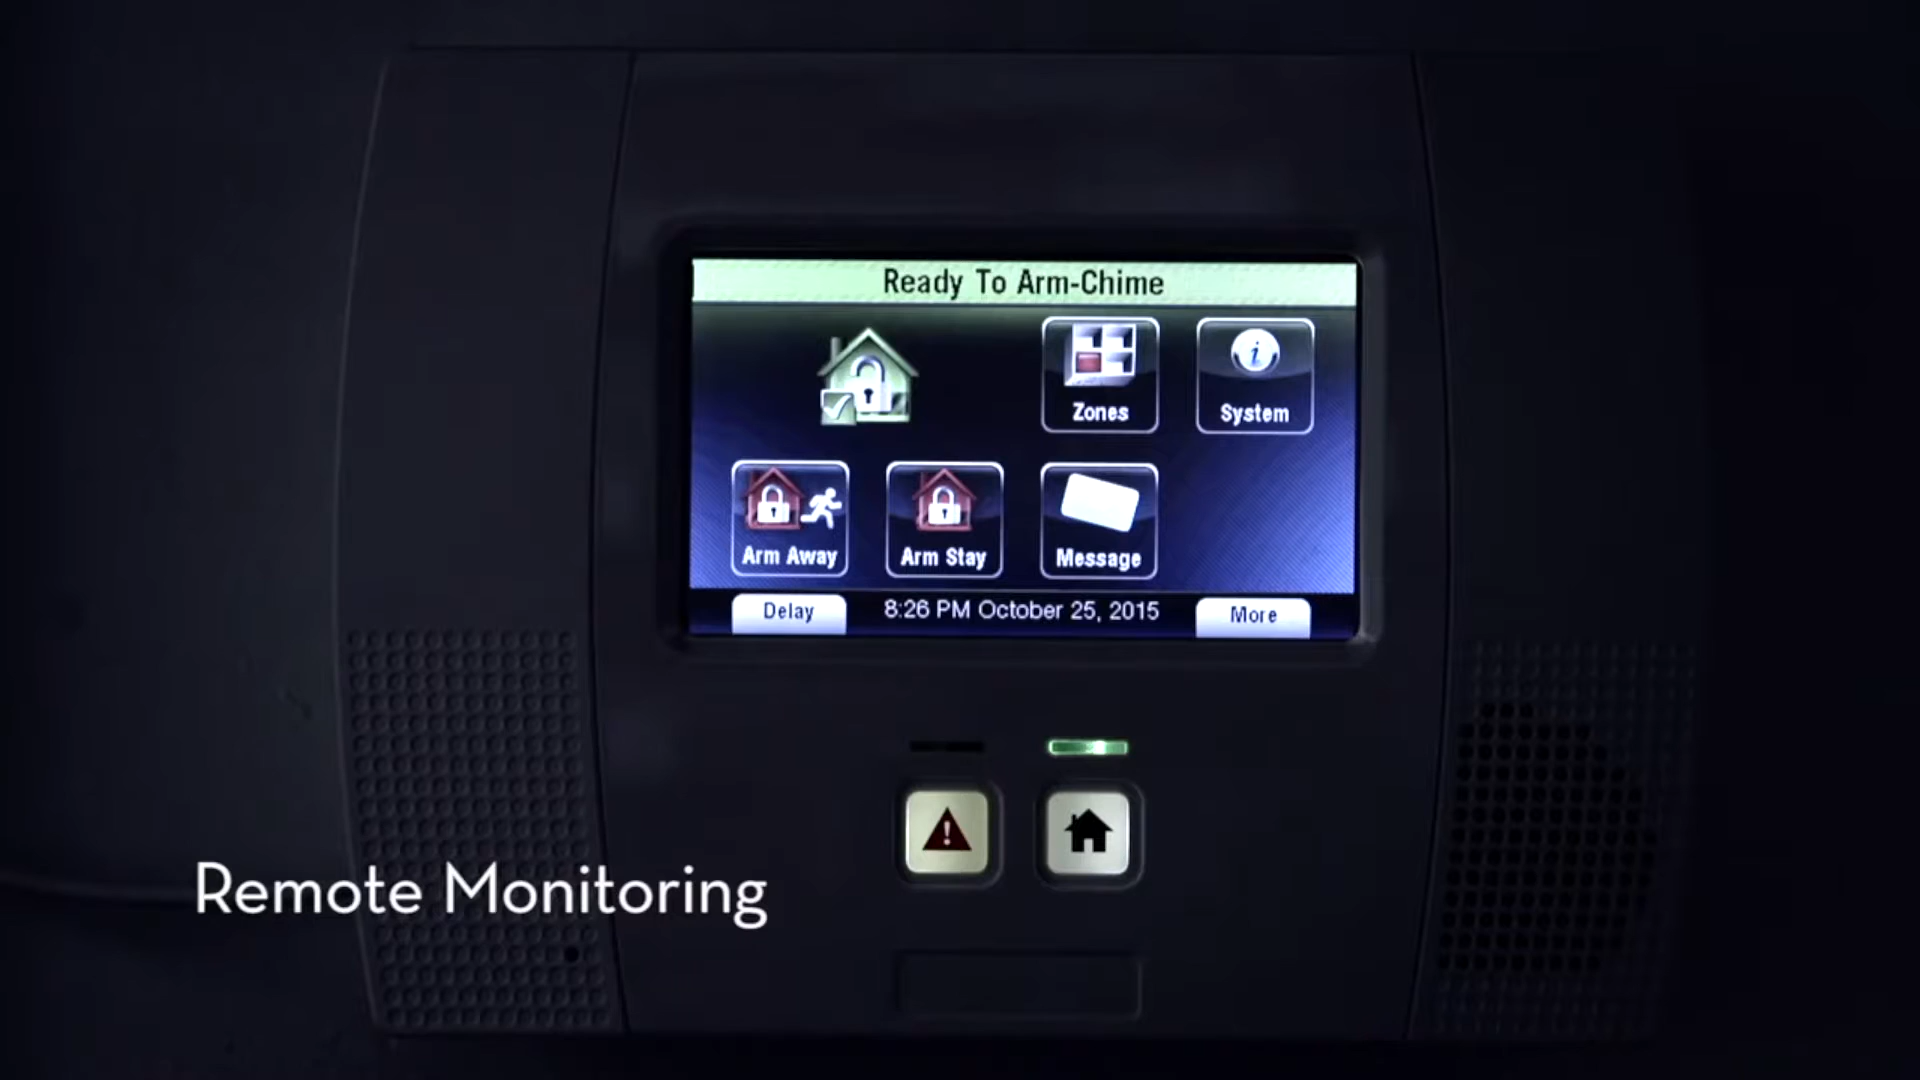 Ready To Arm-Chime
Zones
System
Arm Away
Arm Stay
Message
Delay
8:26 PM October 25, 2015
More
Remote Monitoring